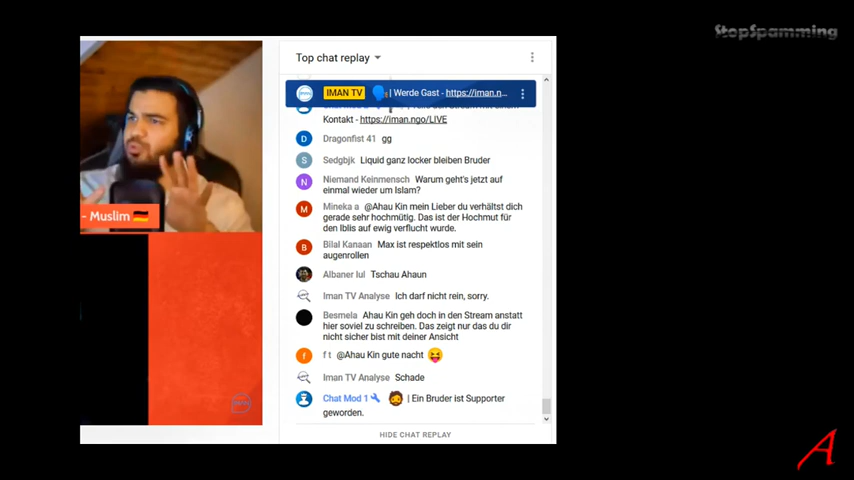 StopSpamming
Top chat replay
IMAN TV | Werde Gast - https://iman.n...
Kontakt - https://iman.ngo/LIVE
Dragonfist 41 gg
Sedgbjk Liquid ganz locker bleiben Bruder
Niemand Keinmensch Warum geht's jetzt auf
einmal wieder um Islam?
Mineka a @Ahau Kin mein Lieber du verhältst dich
gerade sehr hochmütig. Das ist der Hochmut für
den Iblis auf ewig verflucht wurde.
Bilal Kanaan Max ist respektlos mit sein
augenrollen
Albaner lul Tschau Ahaun
Iman TV Analyse Ich darf nicht rein, sorry.
Besmela Ahau Kin geh doch in den Stream anstatt
hier soviel zu schreiben. Das zeigt nur das du dir
nicht sicher bist mit deiner Ansicht
f t @Ahau Kin gute nacht
Iman TV Analyse Schade
Chat Mod 1 | Ein Bruder ist Supporter
geworden.
HIDE CHAT REPLAY
- Muslim